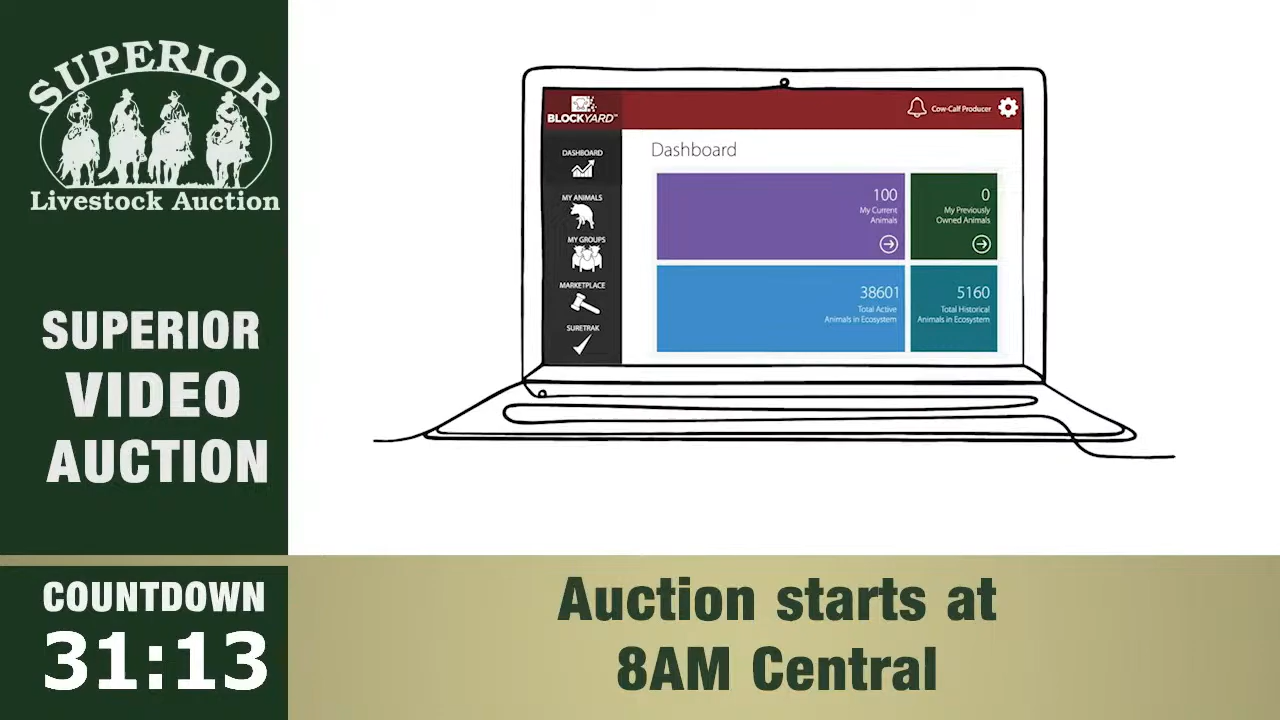 SUPERIOR
Livestock Auction
SUPERIOR
VIDEO
AUCTION
COUNTDOWN
31:13
BLOCKYARD™
Cow-Calf Producer
DASHBOARD
MY ANIMALS
MY GROUPS
MARKETPLACE
SURETRAK
Dashboard
100
My Current
Animals
0
My Previously
Owned Animals
38601
Total Active
Animals in Ecosystem
5160
Total Historical
Animals in Ecosystem
Auction starts at
8AM Central